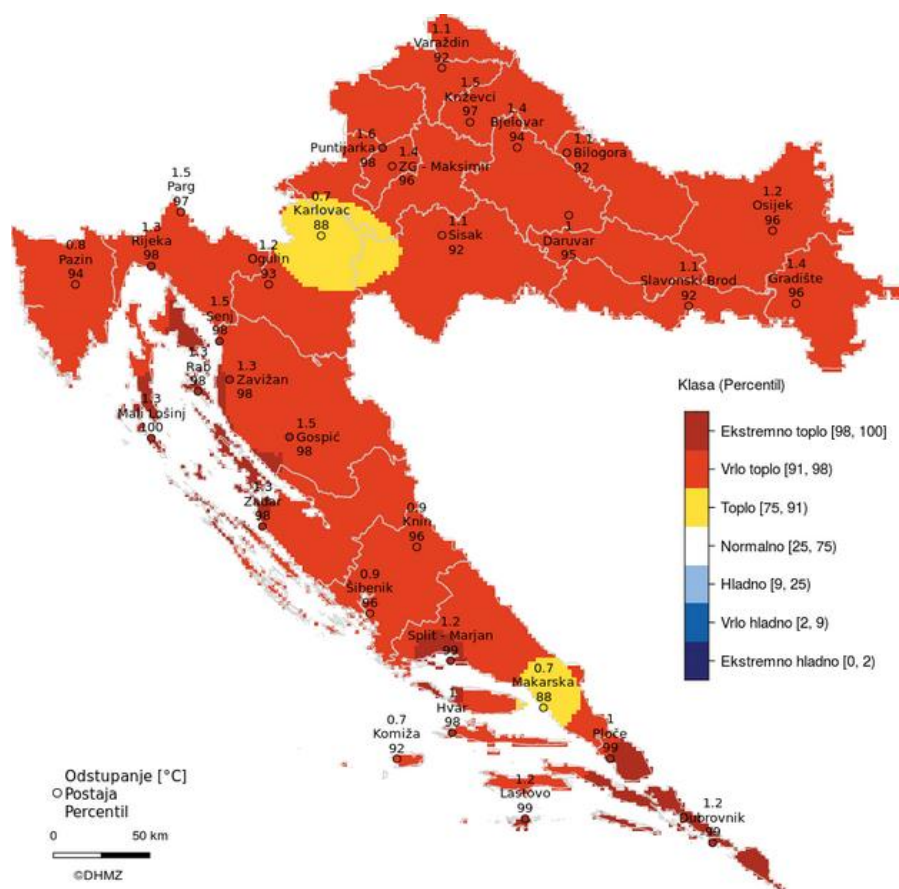 1.1
Varaždin
92
1.5
Križevci
97
1.4
Bjelovar
94
1.6
Puntijarka
98
1.4
ZG - Maksimir
96
1.1
Bilogora
92
1.5
Parg
97
0.7
Karlovac
88
1.2
Osijek
96
1.3
Rijeka
98
0.8
Pazin
94
1.2
Ogulin
93
1.1
Sisak
92
1
Daruvar
95
1.1
Slavonski Brod
92
1.4
Gradište
96
1.5
Senj
98
1.3
Rab
98
1.3
Zavižan
98
1.3
Mali Lošinj
100
1.5
Gospić
98
1.3
Zadar
98
0.9
Knin
96
0.9
Šibenik
96
1.2
Split - Marjan
99
0.7
Makarska
88
1
Hvar
98
0.7
Komiža
92
1
Ploče
99
1.2
Lastovo
99
1.2
Dubrovnik
99
Klasa (Percentil)
Ekstremno toplo [98, 100]
Vrlo toplo [91, 98)
Toplo [75, 91)
Normalno [25, 75)
Hladno [9, 25)
Vrlo hladno [2, 9)
Ekstremno hladno [0, 2)
Odstupanje [°C]
Postaja
Percentil
0 50 km
©DHMZ